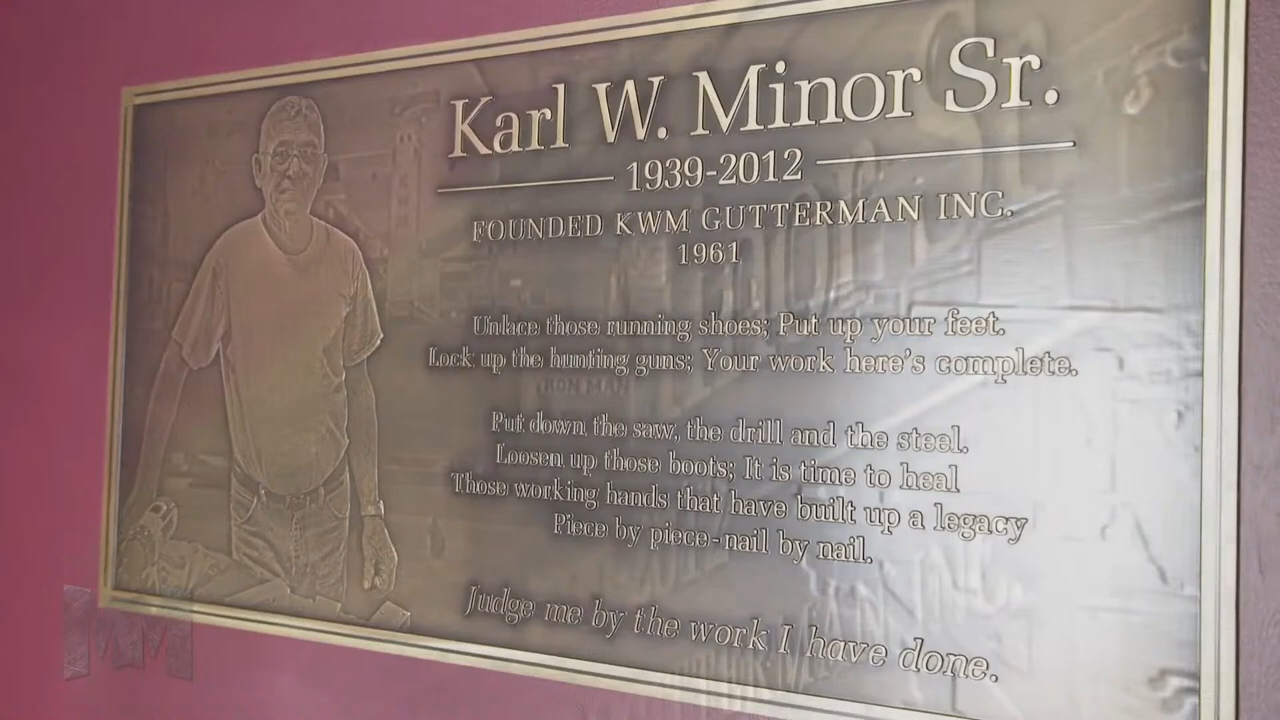 Karl W. Minor Sr.
1939-2012
FOUNDED KWM GUTTERMAN INC.
1961
Unlace those running shoes; Put up your feet.
Lock up the hunting guns; Your work here's complete.
Put down the saw, the drill and the steel.
Loosen up those boots; It is time to heal
Those working hands that have built up a legacy
Piece by piece-nail by nail.
Judge me by the work I have done.
KWM